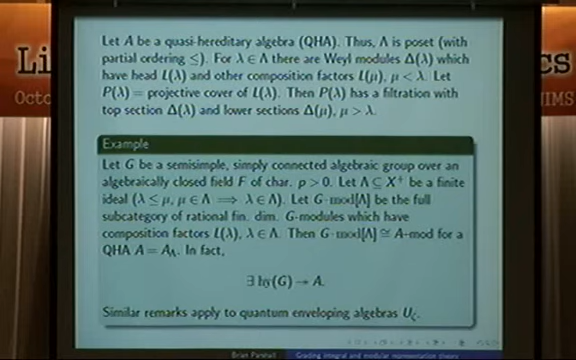 Let A be a quasi-hereditary algebra (QHA). Thus, Λ is poset (with
partial ordering ≤). For λ ∈ Λ there are Weyl modules Δ(λ) which
have head L(λ) and other composition factors L(μ), μ < λ. Let
P(λ) = projective cover of L(λ). Then P(λ) has a filtration with
top section Δ(λ) and lower sections Δ(μ), μ > λ.
Example
Let G be a semisimple, simply connected algebraic group over an
algebraically closed field F of char. p > 0. Let Λ ⊆ X⁺ be a finite
ideal (λ ≤ μ, μ ∈ Λ ⟹ λ ∈ Λ). Let G-mod[Λ] be the full
subcategory of rational fin. dim. G-modules which have
composition factors L(λ), λ ∈ Λ. Then G-mod[Λ] ≅ A-mod for a
QHA A = A_Λ. In fact,
∃ hy(G) ↠ A.
Similar remarks apply to quantum enveloping algebras U_ζ.
Brian Parshall Grading integral and modular representation theory
Li
Octo
cs
NIMS